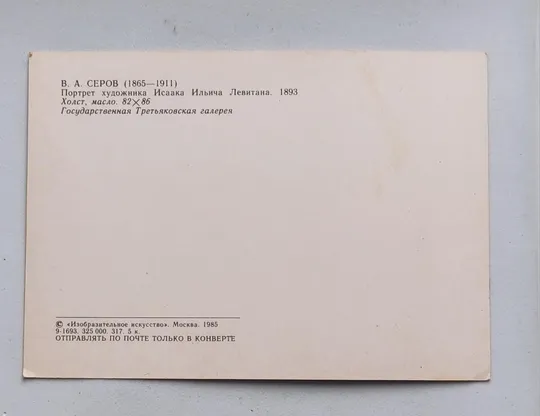 В. А. СЕРОВ (1865—1911)
Портрет художника Исаака Ильича Левитана. 1893
Холст, масло. 82×86
Государственная Третьяковская галерея
© «Изобразительное искусство». Москва. 1985
9-1693. 325 000. 317. 5 к.
ОТПРАВЛЯТЬ ПО ПОЧТЕ ТОЛЬКО В КОНВЕРТЕ